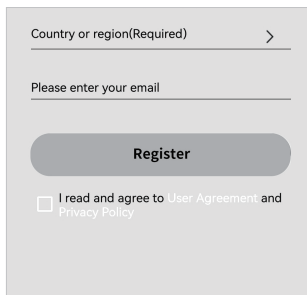 Country or region(Required)
Please enter your email
Register
I read and agree to User Agreement and
Privacy Policy